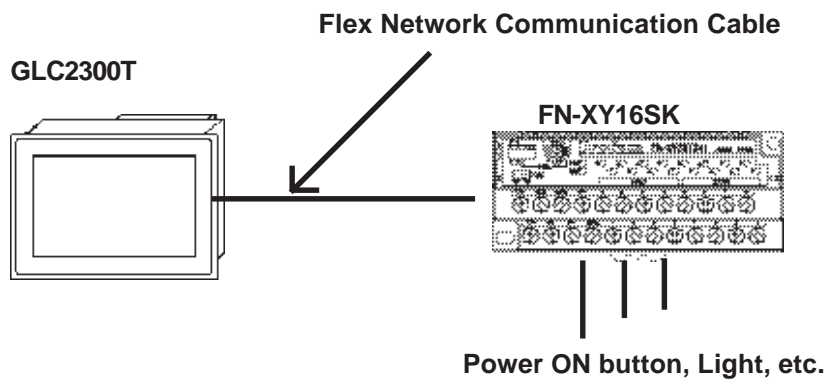 Flex Network Communication Cable
GLC2300T
FN-XY16SK
Power ON button, Light, etc.